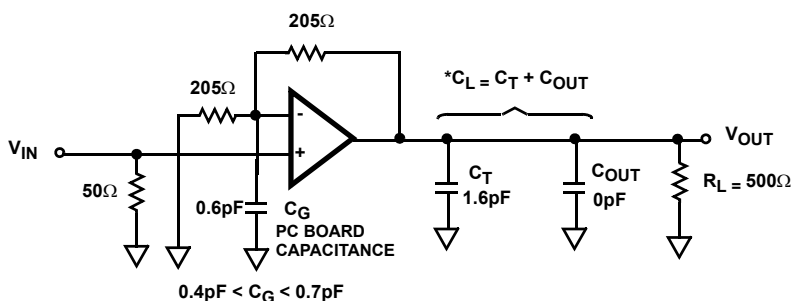 205Ω
*C_L = C_T + C_OUT
205Ω
-
+
V_IN
V_OUT
50Ω
0.6pF
C_G
PC BOARD
CAPACITANCE
C_T
1.6pF
C_OUT
0pF
R_L = 500Ω
0.4pF < C_G < 0.7pF